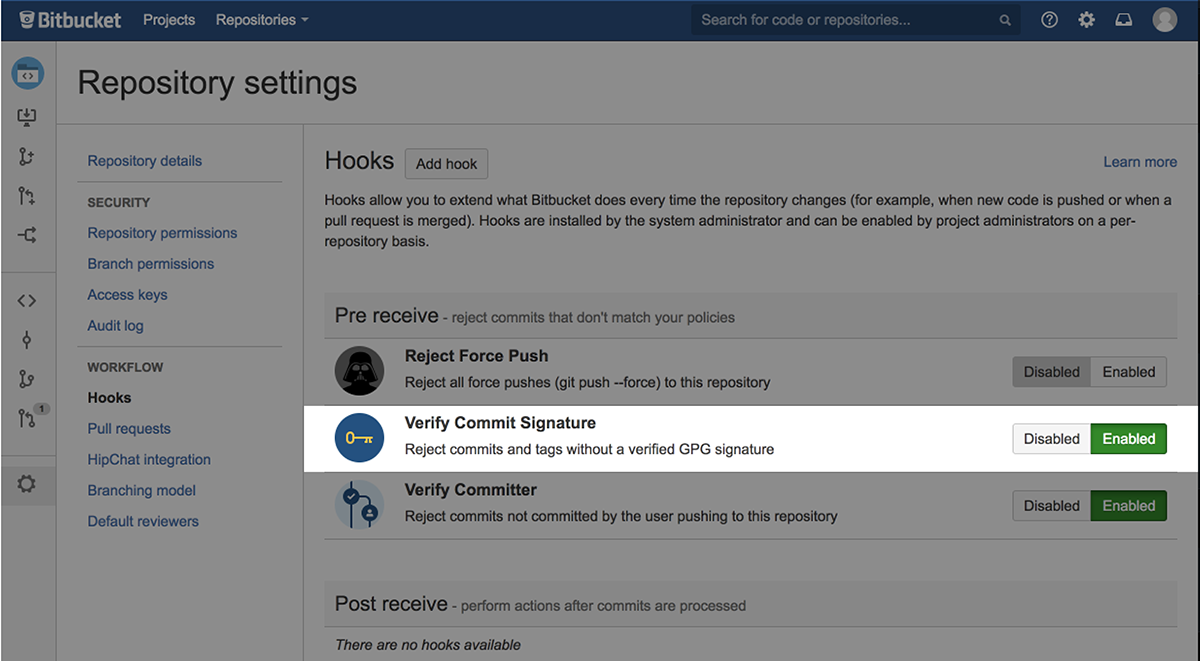 Bitbucket Projects Repositories Search for code or repositories...
Repository settings
Repository details
SECURITY
Repository permissions
Branch permissions
Access keys
Audit log
WORKFLOW
Hooks
Pull requests
HipChat integration
Branching model
Default reviewers
1
Hooks Add hook Learn more
Hooks allow you to extend what Bitbucket does every time the repository changes (for example, when new code is pushed or when a
pull request is merged). Hooks are installed by the system administrator and can be enabled by project administrators on a per-
repository basis.
Pre receive - reject commits that don't match your policies
Reject Force Push
Reject all force pushes (git push --force) to this repository
Disabled Enabled
Verify Commit Signature
Reject commits and tags without a verified GPG signature
Disabled Enabled
Verify Committer
Reject commits not committed by the user pushing to this repository
Disabled Enabled
Post receive - perform actions after commits are processed
There are no hooks available